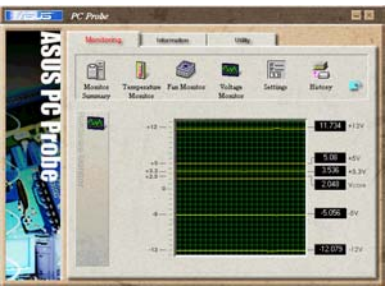 ASUS PC Probe
Monitoring
Information
Utility
Monitor Summary
Temperature Monitor
Fan Monitor
Voltage Monitor
Settings
History
ASUS PC Probe
+12
11.734 +12V
+5
5.08 +5V
+3.3
3.536 +3.3V
2.048 Vcore
0
-5
-5.056 -5V
-12
-12.079 -12V